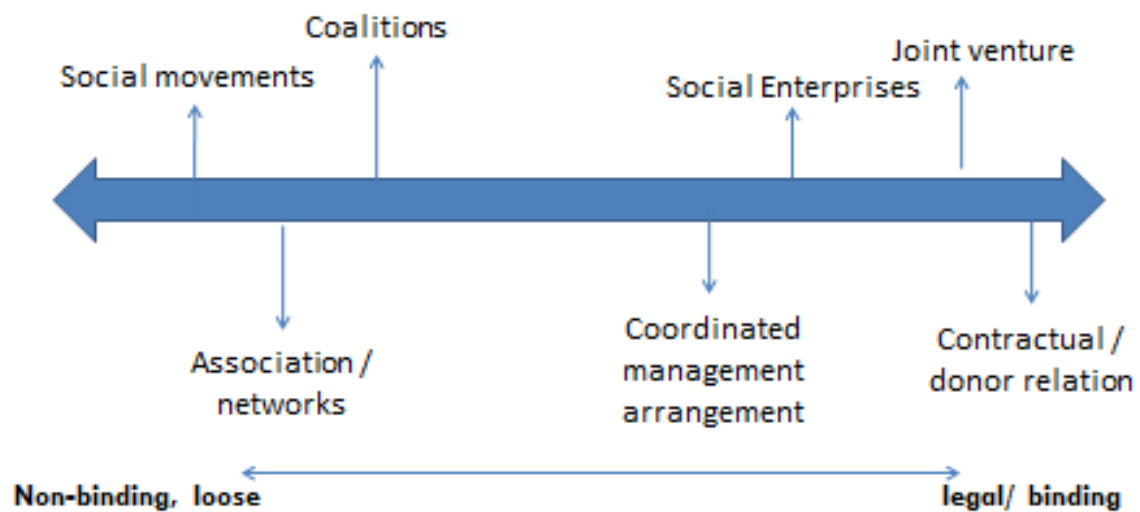 Coalitions
Social movements
Joint venture
Social Enterprises
Association /
networks
Coordinated
management
arrangement
Contractual /
donor relation
Non-binding, loose
legal/ binding